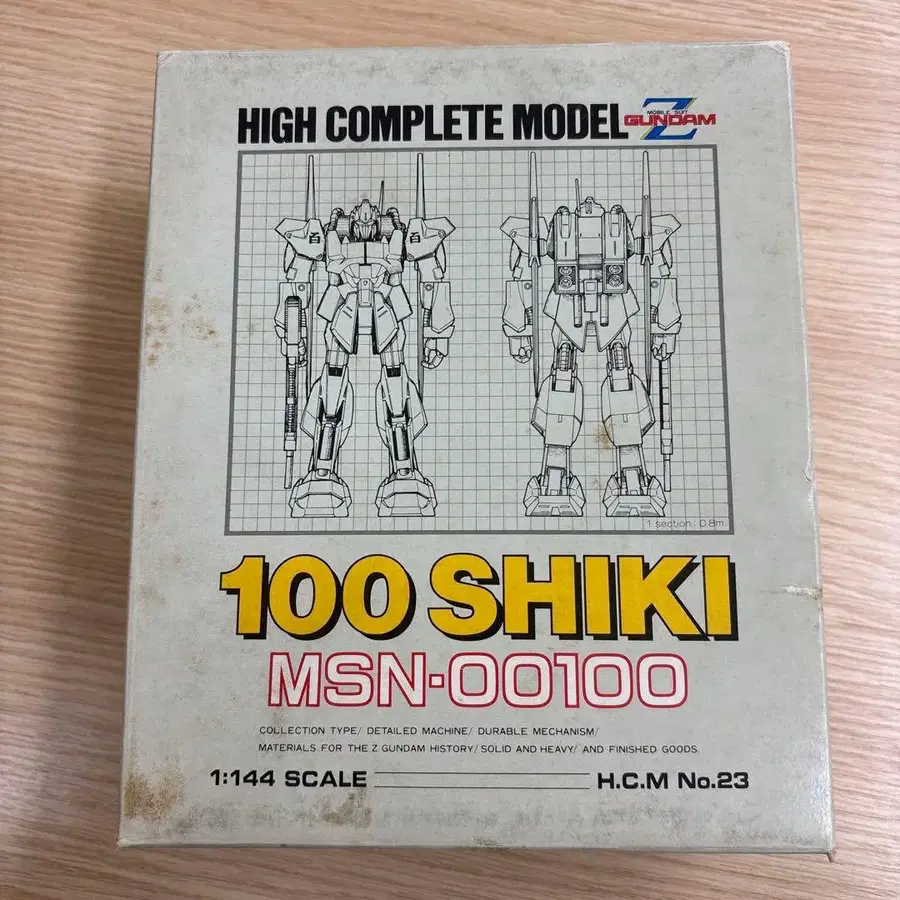 HIGH COMPLETE MODEL
MOBILE SUIT
Z GUNDAM
百 百
1 section 0.8m
100 SHIKI
MSN-00100
COLLECTION TYPE/ DETAILED MACHINE/ DURABLE MECHANISM/
MATERIALS FOR THE Z GUNDAM HISTORY/ SOLID AND HEAVY/ AND FINISHED GOODS.
1:144 SCALE H.C.M No.23